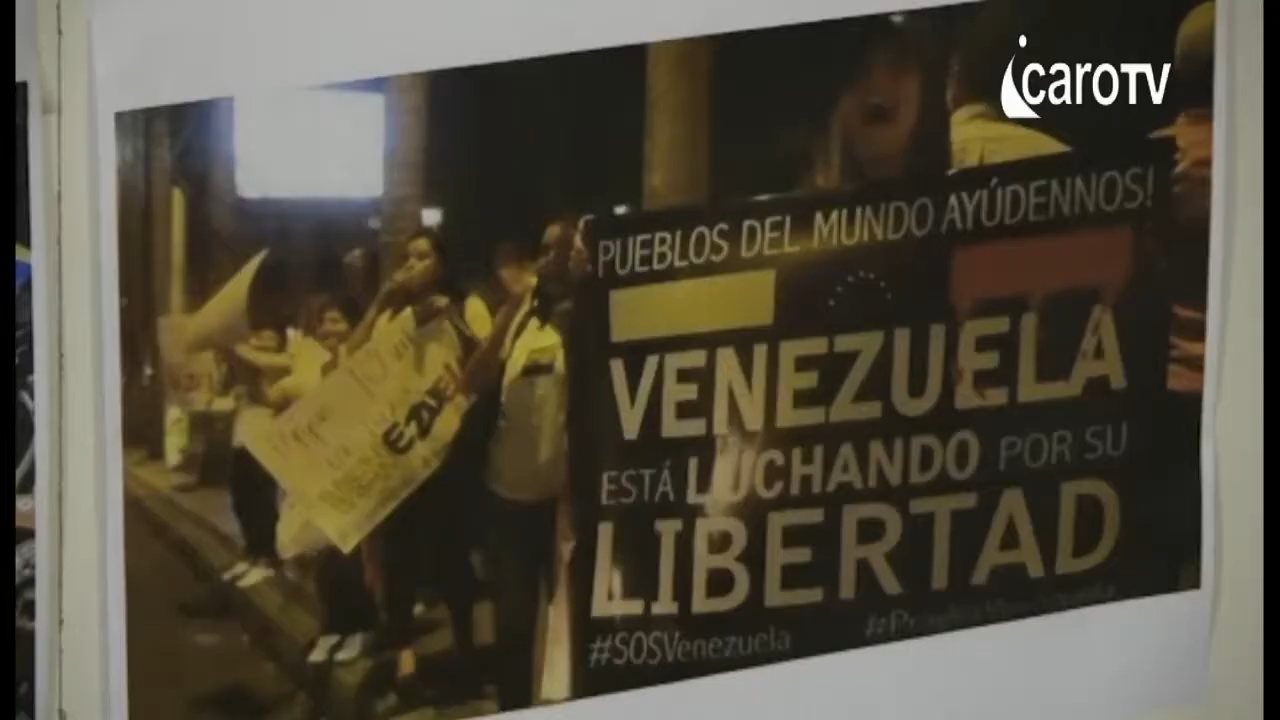 icaroTV
PUEBLOS DEL MUNDO AYÚDENNOS!
VENEZUELA
ESTÁ LUCHANDO POR SU
LIBERTAD
#SOSVenezuela